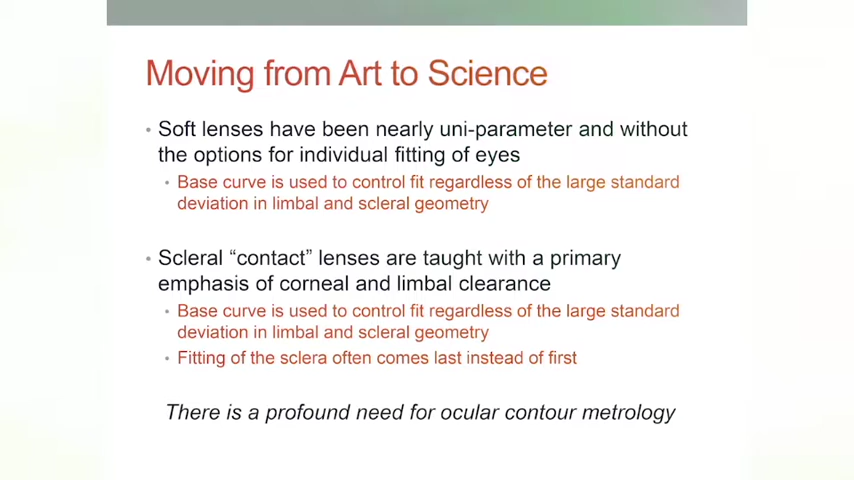 Moving from Art to Science
• Soft lenses have been nearly uni-parameter and without
the options for individual fitting of eyes
• Base curve is used to control fit regardless of the large standard
deviation in limbal and scleral geometry
• Scleral “contact” lenses are taught with a primary
emphasis of corneal and limbal clearance
• Base curve is used to control fit regardless of the large standard
deviation in limbal and scleral geometry
• Fitting of the sclera often comes last instead of first
There is a profound need for ocular contour metrology